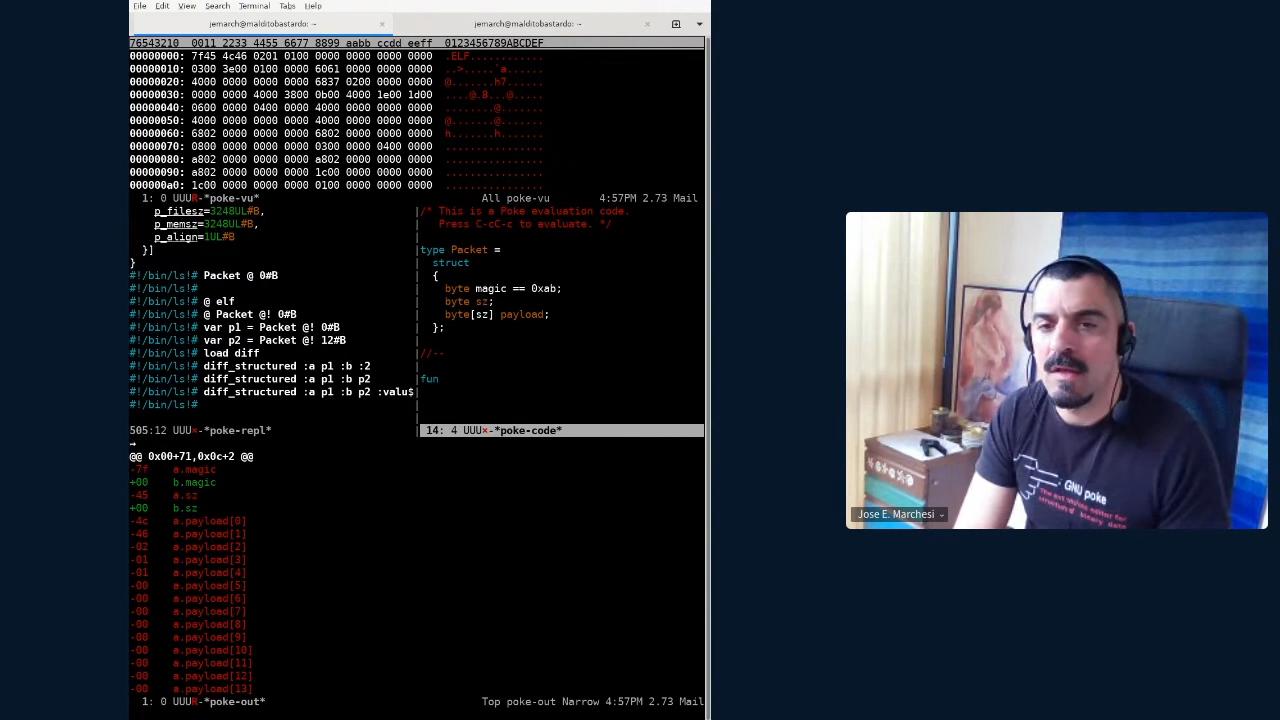 File Edit View Search Terminal Tabs Help
jemarch@malditobastardo: ~ × jemarch@malditobastardo: ~ ×
76543210 0011 2233 4455 6677 8899 aabb ccdd eeff 0123456789ABCDEF
00000000: 7f45 4c46 0201 0100 0000 0000 0000 0000 .ELF............
00000010: 0300 3e00 0100 0000 6061 0000 0000 0000 ..>.....`a......
00000020: 4000 0000 0000 0000 6837 0200 0000 0000 @.......h7......
00000030: 0000 0000 4000 3800 0b00 4000 1e00 1d00 ....@.8...@.....
00000040: 0600 0000 0400 0000 4000 0000 0000 0000 ........@.......
00000050: 4000 0000 0000 0000 4000 0000 0000 0000 @.......@.......
00000060: 6802 0000 0000 0000 6802 0000 0000 0000 h.......h.......
00000070: 0800 0000 0000 0000 0300 0000 0400 0000 ................
00000080: a802 0000 0000 0000 a802 0000 0000 0000 ................
00000090: a802 0000 0000 0000 1c00 0000 0000 0000 ................
000000a0: 1c00 0000 0000 0000 0100 0000 0000 0000 ................
1: 0 UUUR-*poke-vu* All poke-vu 4:57PM 2.73 Mail
p_filesz=3248UL#B,
p_memsz=3248UL#B,
p_align=1UL#B
}]
}
#!/bin/ls!# Packet @ 0#B
#!/bin/ls!#
#!/bin/ls!# @ elf
#!/bin/ls!# @ Packet @! 0#B
#!/bin/ls!# var p1 = Packet @! 0#B
#!/bin/ls!# var p2 = Packet @! 12#B
#!/bin/ls!# load diff
#!/bin/ls!# diff_structured :a p1 :b :2
#!/bin/ls!# diff_structured :a p1 :b p2
#!/bin/ls!# diff_structured :a p1 :b p2 :valu$
#!/bin/ls!#
505:12 UUU×-*poke-repl*
/* This is a Poke evaluation code.
Press C-cC-c to evaluate. */
type Packet =
struct
{
byte magic == 0xab;
byte sz;
byte[sz] payload;
};
//--
fun
14: 4 UUU×-*poke-code*
→
@@ 0x00+71,0x0c+2 @@
-7f a.magic
+00 b.magic
-45 a.sz
+00 b.sz
-4c a.payload[0]
-46 a.payload[1]
-02 a.payload[2]
-01 a.payload[3]
-01 a.payload[4]
-00 a.payload[5]
-00 a.payload[6]
-00 a.payload[7]
-00 a.payload[8]
-00 a.payload[9]
-00 a.payload[10]
-00 a.payload[11]
-00 a.payload[12]
-00 a.payload[13]
1: 0 UUUR-*poke-out* Top poke-out Narrow 4:57PM 2.73 Mail
GNU poke
The extensible editor for
structured binary data
Jose E. Marchesi